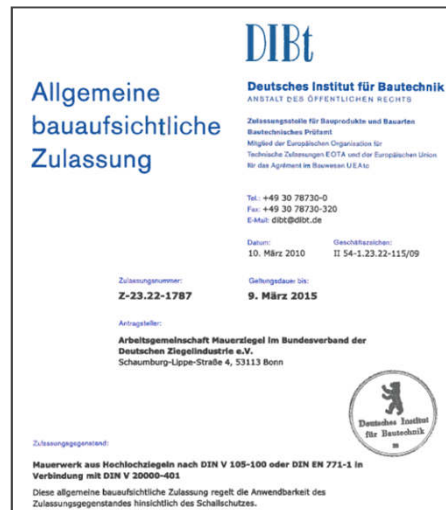 DIBt
Allgemeine
bauaufsichtliche
Zulassung
Deutsches Institut für Bautechnik
ANSTALT DES ÖFFENTLICHEN RECHTS
Zulassungsstelle für Bauprodukte und Bauarten
Bautechnisches Prüfamt
Mitglied der Europäischen Organisation für
Technische Zulassungen EOTA und der Europäischen Union
für das Agrément im Bauwesen UEAtc
Tel.: +49 30 78730-0
Fax: +49 30 78730-320
E-Mail: dibt@dibt.de
Datum: Geschäftszeichen:
10. März 2010 II 54-1.23.22-115/09
Zulassungsnummer: Geltungsdauer bis:
Z-23.22-1787 9. März 2015
Antragsteller:
Arbeitsgemeinschaft Mauerziegel im Bundesverband der
Deutschen Ziegelindustrie e.V.
Schaumburg-Lippe-Straße 4, 53113 Bonn
Deutsches Institut
für Bautechnik
Zulassungsgegenstand:
Mauerwerk aus Hochlochziegeln nach DIN V 105-100 oder DIN EN 771-1 in
Verbindung mit DIN V 20000-401
Diese allgemeine bauaufsichtliche Zulassung regelt die Anwendbarkeit des
Zulassungsgegenstandes hinsichtlich des Schallschutzes.